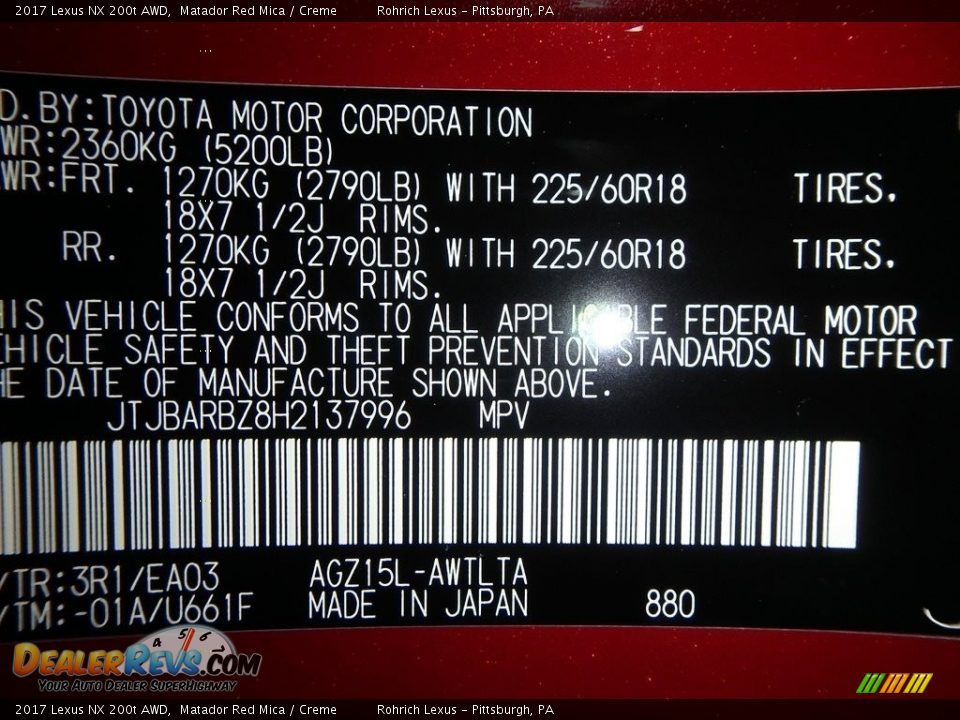 2017 Lexus NX 200t AWD, Matador Red Mica / Creme Rohrich Lexus - Pittsburgh, PA
D.BY:TOYOTA MOTOR CORPORATION
WR:2360KG (5200LB)
WR:FRT. 1270KG (2790LB) WITH 225/60R18 TIRES.
18X7 1/2J RIMS.
RR. 1270KG (2790LB) WITH 225/60R18 TIRES.
18X7 1/2J RIMS.
HIS VEHICLE CONFORMS TO ALL APPLICABLE FEDERAL MOTOR
EHICLE SAFETY AND THEFT PREVENTION STANDARDS IN EFFECT
HE DATE OF MANUFACTURE SHOWN ABOVE.
JTJBARBZ8H2137996 MPV
/TR:3R1/EA03 AGZ15L-AWTLTA
/TM:-01A/U661F MADE IN JAPAN 880
4 5 6
DealerRevs.com
Your Auto Dealer SuperHighway
2017 Lexus NX 200t AWD, Matador Red Mica / Creme Rohrich Lexus - Pittsburgh, PA